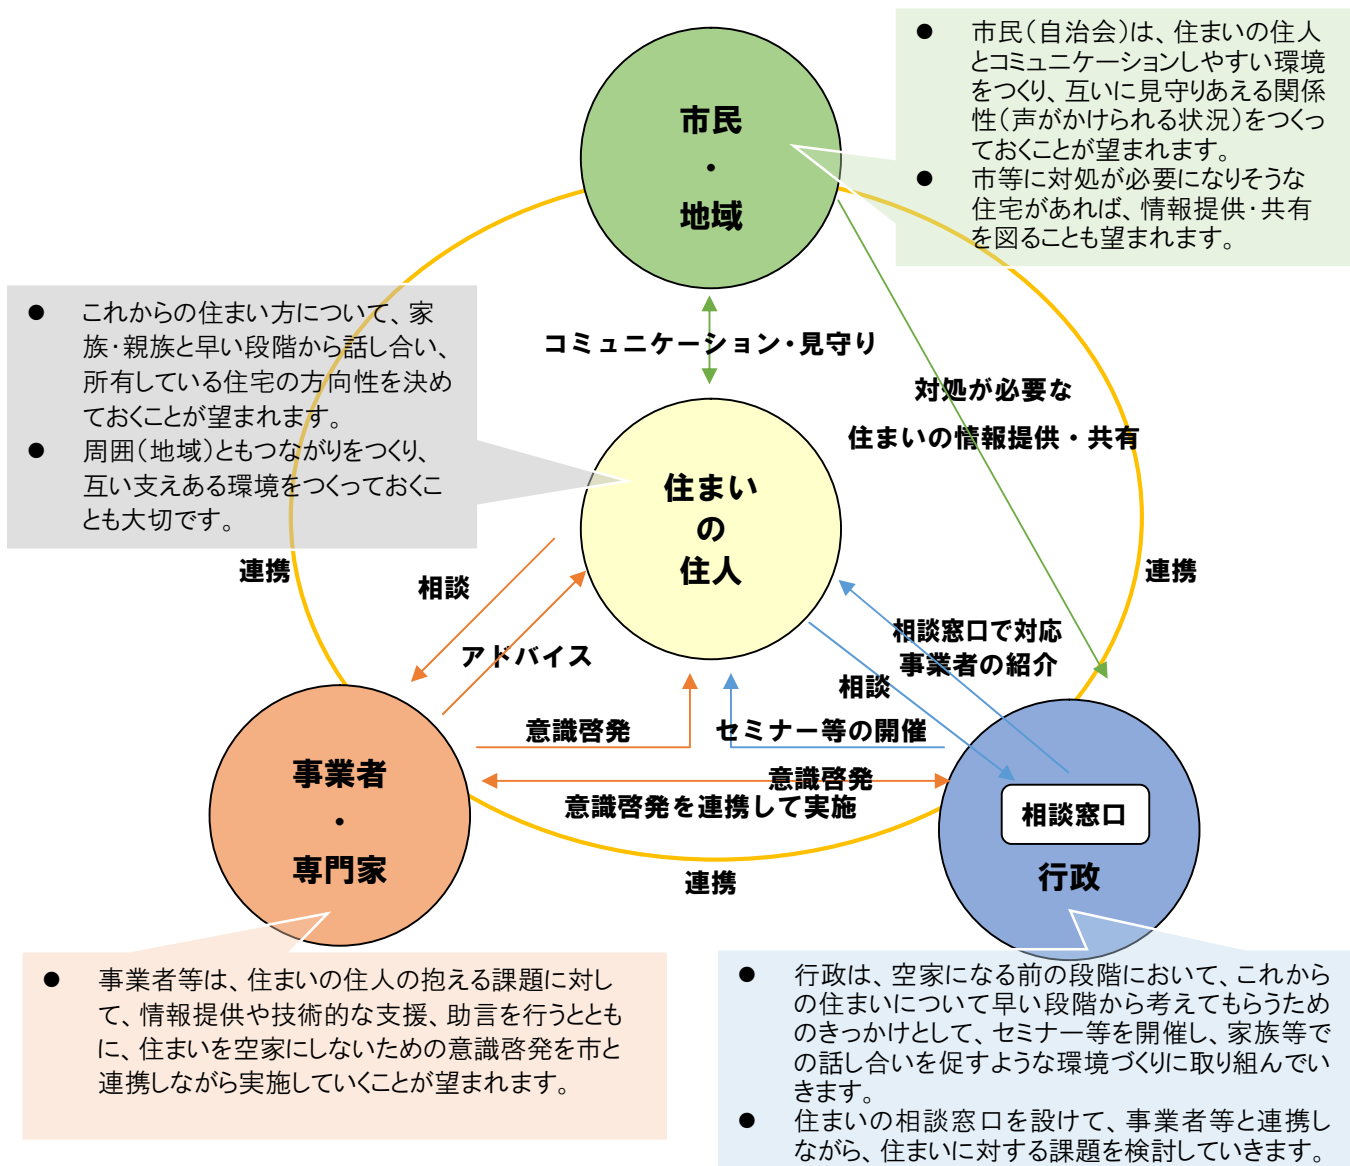 市民
・
地域
● 市民（自治会）は、住まいの住人
とコミュニケーションしやすい環境
をつくり、互いに見守りあえる関係
性（声がかけられる状況）をつくっ
ておくことが望まれます。
● 市等に対処が必要になりそうな
住宅があれば、情報提供・共有
を図ることも望まれます。
● これからの住まい方について、家
族・親族と早い段階から話し合い、
所有している住宅の方向性を決め
ておくことが望まれます。
● 周囲（地域）ともつながりをつくり、
互い支えある環境をつくっておくこ
とも大切です。
コミュニケーション・見守り
対処が必要な
住まいの情報提供・共有
住まい
の
住人
連携
連携
相談
アドバイス
相談窓口で対応
事業者の紹介
相談
意識啓発
セミナー等の開催
意識啓発
意識啓発を連携して実施
連携
事業者
・
専門家
相談窓口
行政
● 事業者等は、住まいの住人の抱える課題に対し
て、情報提供や技術的な支援、助言を行うととも
に、住まいを空家にしないための意識啓発を市と
連携しながら実施していくことが望まれます。
● 行政は、空家になる前の段階において、これから
の住まいについて早い段階から考えてもらうため
のきっかけとして、セミナー等を開催し、家族等で
の話し合いを促すような環境づくりに取り組んでい
きます。
● 住まいの相談窓口を設けて、事業者等と連携し
ながら、住まいに対する課題を検討していきます。